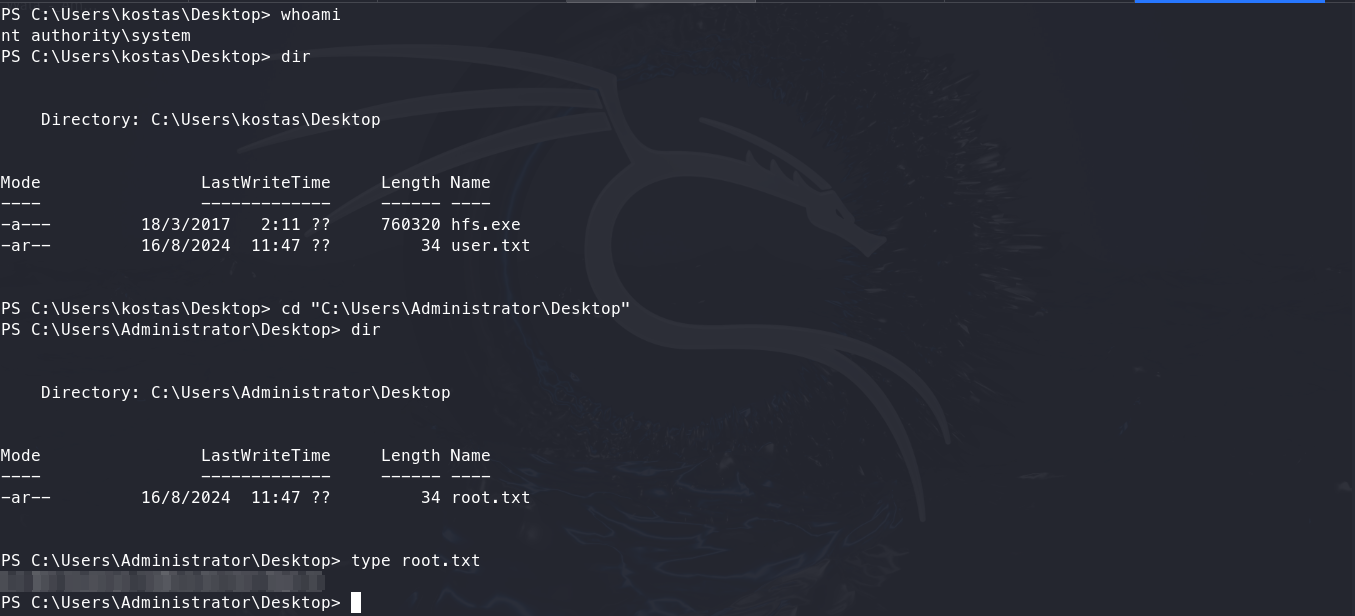 PS C:\Users\kostas\Desktop> whoami
nt authority\system
PS C:\Users\kostas\Desktop> dir
Directory: C:\Users\kostas\Desktop
Mode LastWriteTime Length Name
---- ------------- ------ ----
-a--- 18/3/2017 2:11 ?? 760320 hfs.exe
-ar-- 16/8/2024 11:47 ?? 34 user.txt
PS C:\Users\kostas\Desktop> cd "C:\Users\Administrator\Desktop"
PS C:\Users\Administrator\Desktop> dir
Directory: C:\Users\Administrator\Desktop
Mode LastWriteTime Length Name
---- ------------- ------ ----
-ar-- 16/8/2024 11:47 ?? 34 root.txt
PS C:\Users\Administrator\Desktop> type root.txt
PS C:\Users\Administrator\Desktop>